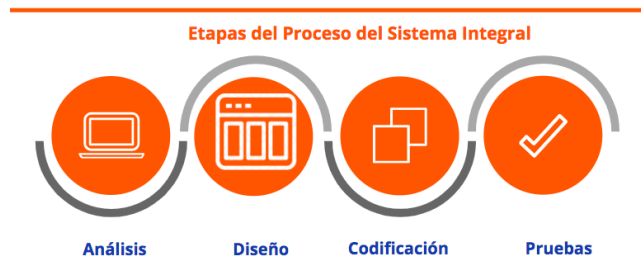 Etapas del Proceso del Sistema Integral
Análisis Diseño Codificación Pruebas